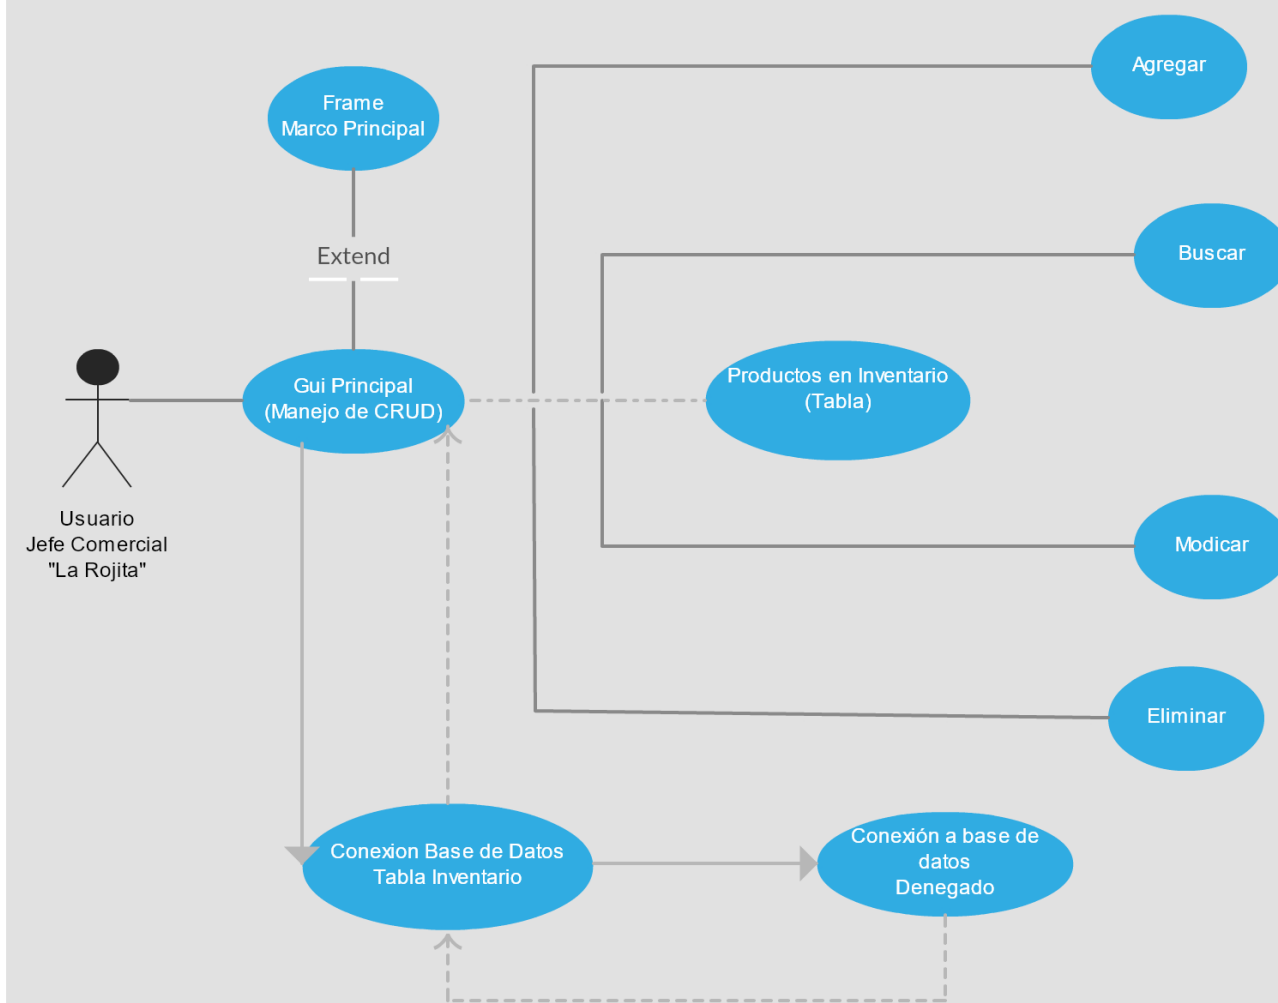 Agregar
Frame
Marco Principal
Extend
Buscar
Gui Principal
(Manejo de CRUD)
Productos en Inventario
(Tabla)
Usuario
Jefe Comercial
"La Rojita"
Modicar
Eliminar
Conexion Base de Datos
Tabla Inventario
Conexión a base de
datos
Denegado